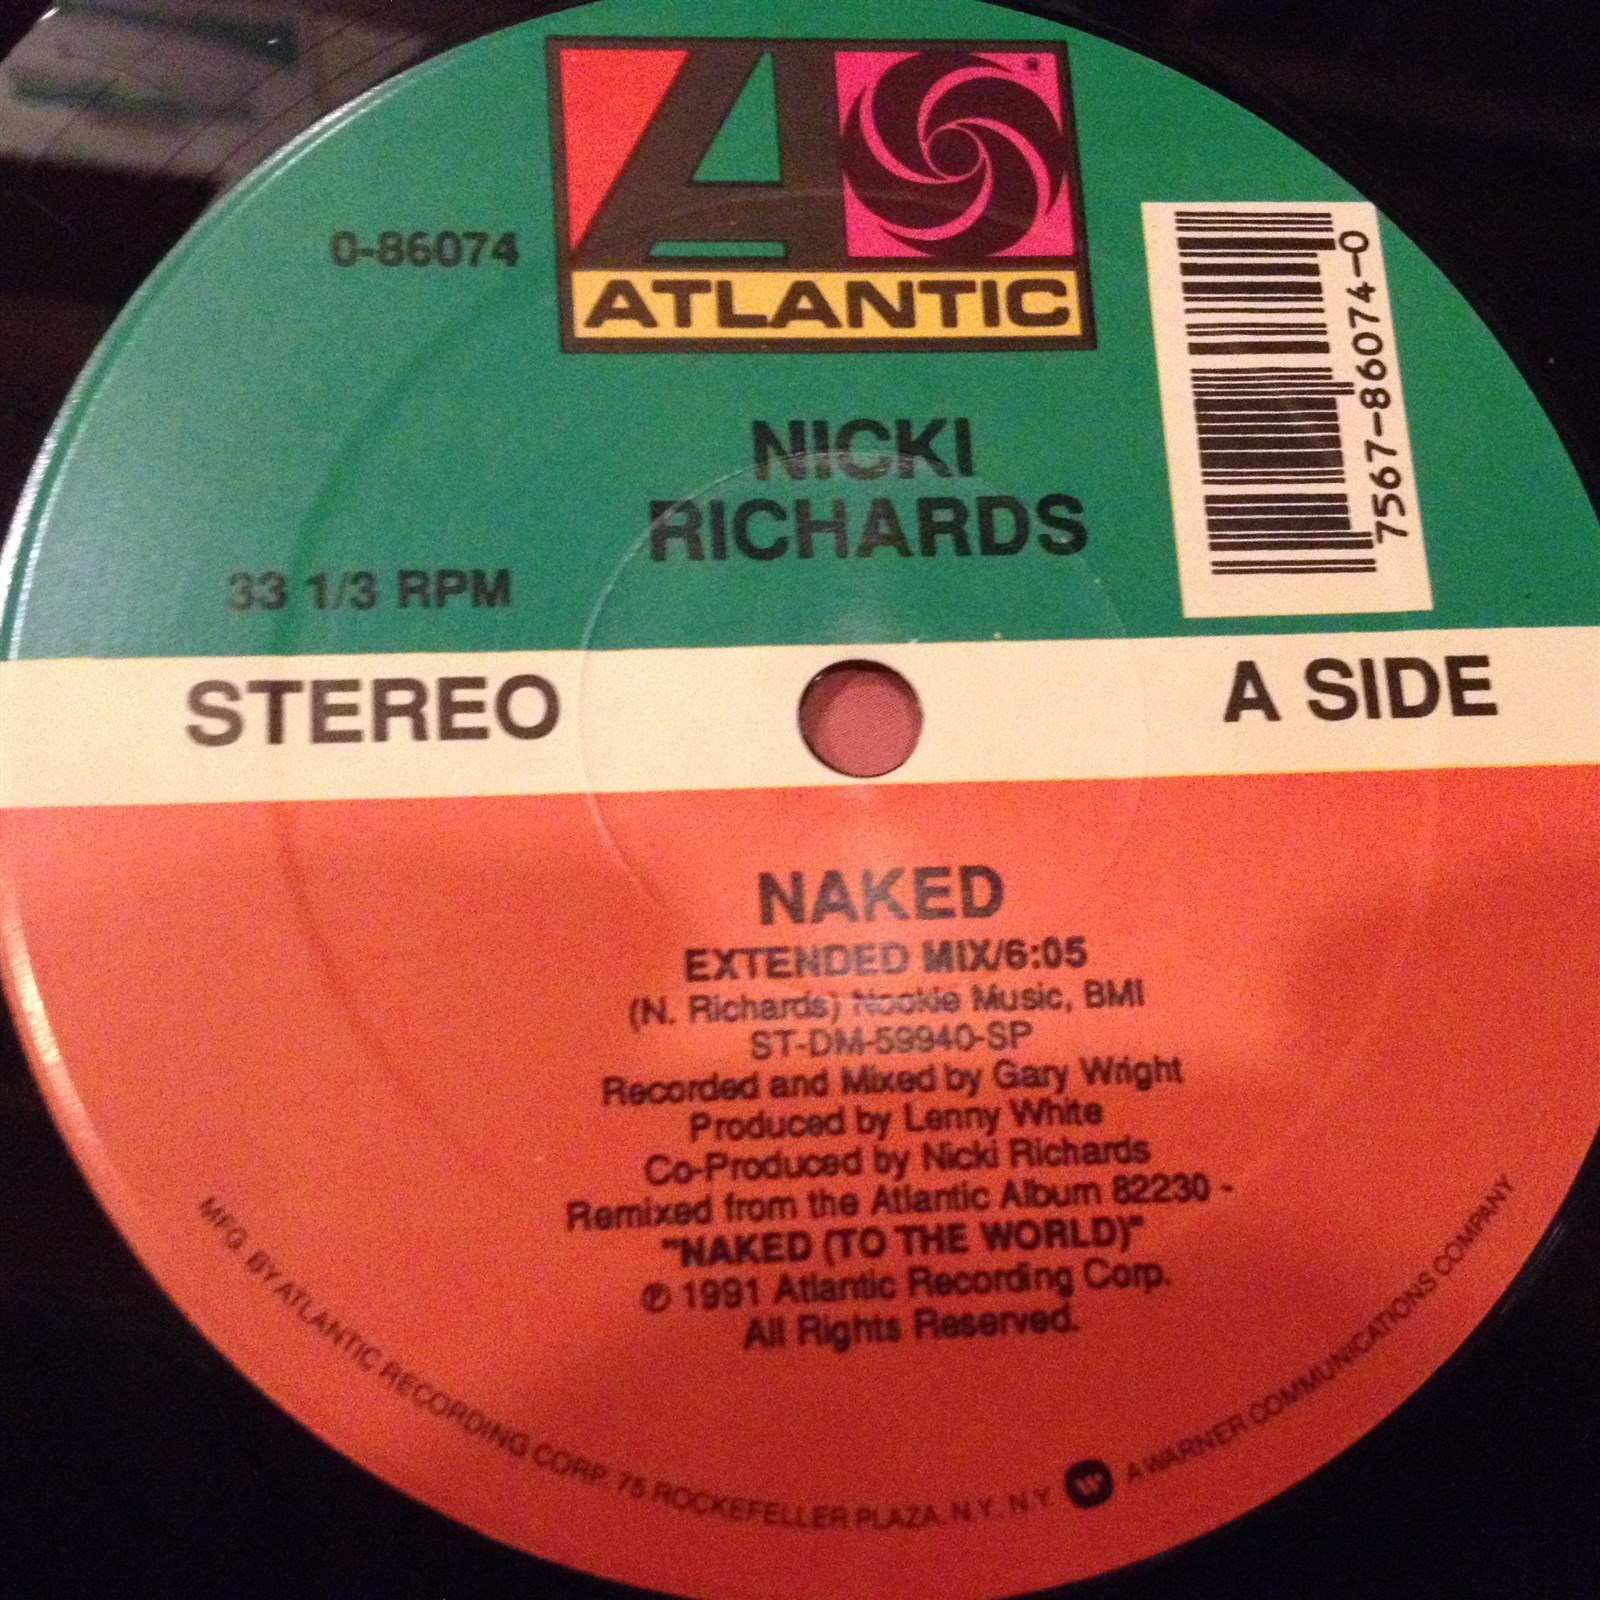 ATLANTIC
0-86074
7567-86074-0
NICKI
RICHARDS
33 1/3 RPM
STEREO
A SIDE
NAKED
EXTENDED MIX/6:05
(N. Richards) Nookie Music, BMI
ST-DM-59940-SP
Recorded and Mixed by Gary Wright
Produced by Lenny White
Co-Produced by Nicki Richards
Remixed from the Atlantic Album 82230 -
"NAKED (TO THE WORLD)"
℗ 1991 Atlantic Recording Corp.
All Rights Reserved.
MFG. BY ATLANTIC RECORDING CORP. 75 ROCKEFELLER PLAZA, N.Y., N.Y. A WARNER COMMUNICATIONS COMPANY